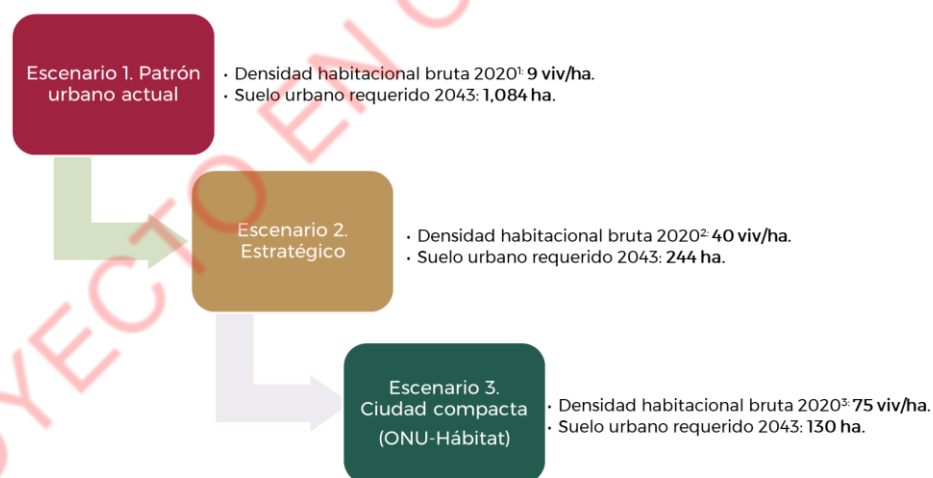 Escenario 1. Patrón
urbano actual
• Densidad habitacional bruta 2020¹: 9 viv/ha.
• Suelo urbano requerido 2043: 1,084 ha.
Escenario 2.
Estratégico
• Densidad habitacional bruta 2020²: 40 viv/ha.
• Suelo urbano requerido 2043: 244 ha.
Escenario 3.
Ciudad compacta
(ONU-Hábitat)
• Densidad habitacional bruta 2020³: 75 viv/ha.
• Suelo urbano requerido 2043: 130 ha.
OYECTO EN C